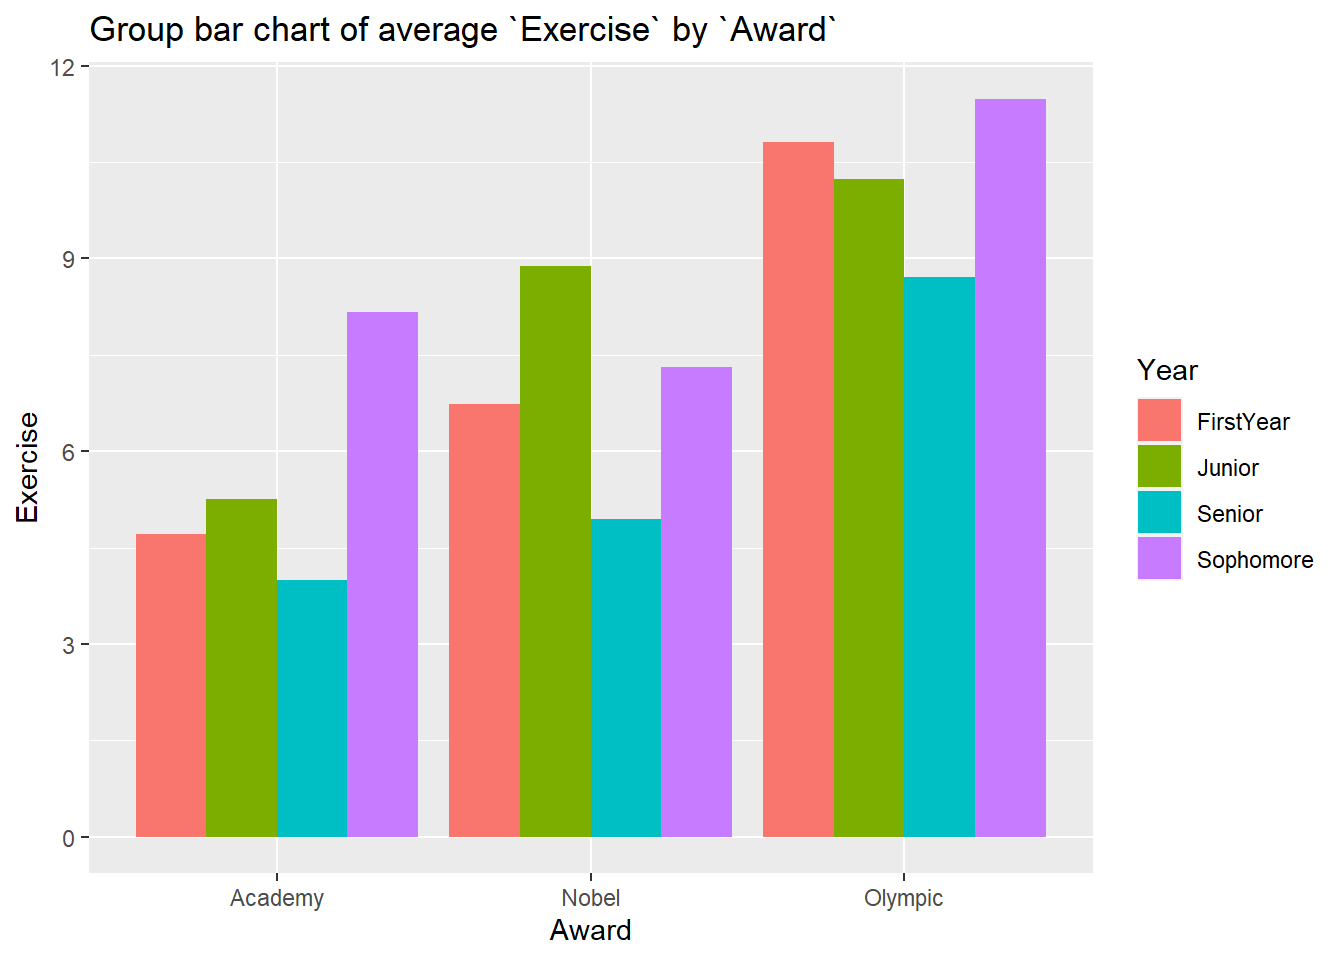 Group bar chart of average `Exercise` by `Award`
12
9
6
3
0
Exercise
Academy
Nobel
Olympic
Award
Year
FirstYear
Junior
Senior
Sophomore